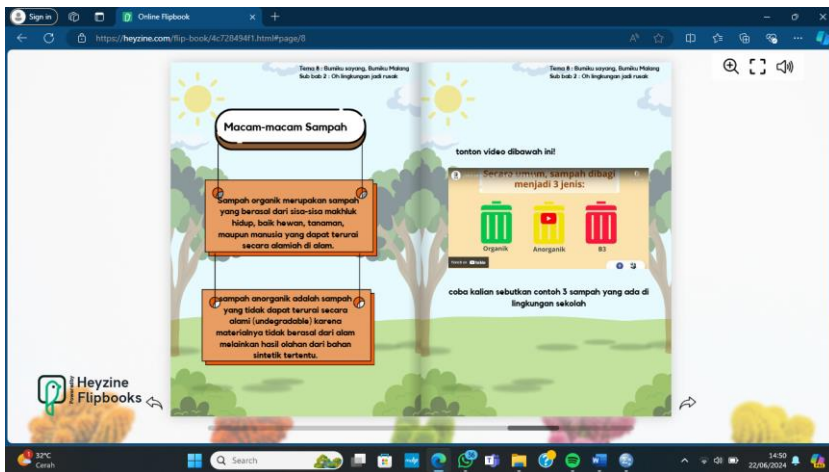 Sign in
Online Flipbook
https://heyzine.com/flip-book/4c728494f1.html#page/8
Tema 8 : Bumiku sayang, Bumiku Malang
Sub bab 2 : Oh lingkungan jadi rusak
Macam-macam Sampah
Sampah organik merupakan sampah
yang berasal dari sisa-sisa makhluk
hidup, baik hewan, tanaman,
maupun manusia yang dapat terurai
secara alamiah di alam.
sampah anorganik adalah sampah
yang tidak dapat terurai secara
alami (undegradable) karena
materialnya tidak berasal dari alam
melainkan hasil olahan dari bahan
sintetik tertentu.
Tema 8 : Bumiku sayang, Bumiku Malang
Sub bab 2 : Oh lingkungan jadi rusak
tonton video dibawah ini!
Secara umum, sampah dibagi
menjadi 3 jenis:
Organik
Anorganik
B3
YouTube
coba kalian sebutkan contoh 3 sampah yang ada di
lingkungan sekolah
Heyzine
Flipbooks
32°C
Cerah
Search
14:50
22/06/2024